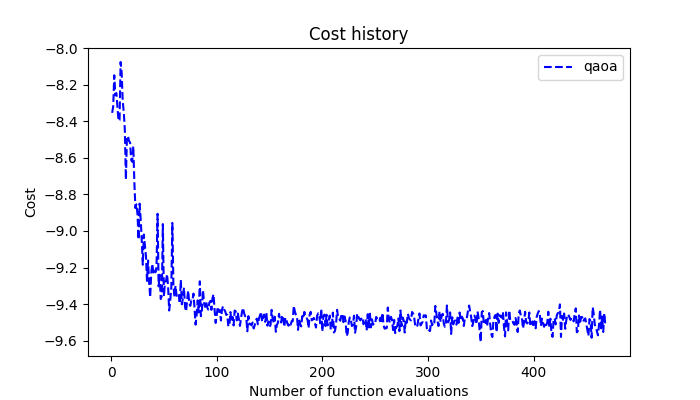 Cost history
qaoa
Cost
−8.0
−8.2
−8.4
−8.6
−8.8
−9.0
−9.2
−9.4
−9.6
0 100 200 300 400
Number of function evaluations